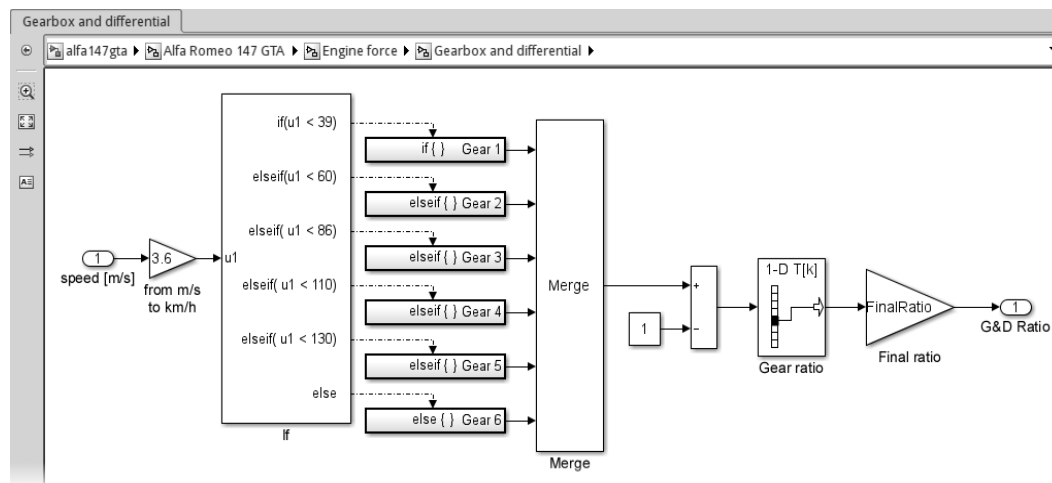 Gearbox and differential
alfa147gta Alfa Romeo 147 GTA Engine force Gearbox and differential
if(u1 < 39)
if { } Gear 1
elseif(u1 < 60)
elseif { } Gear 2
elseif( u1 < 86)
elseif { } Gear 3
elseif( u1 < 110)
elseif { } Gear 4
elseif( u1 < 130)
elseif { } Gear 5
else
else { } Gear 6
1
speed [m/s]
3.6
from m/s
to km/h
u1
If
Merge
Merge
1
+
−
1-D T[k]
Gear ratio
FinalRatio
Final ratio
1
G&D Ratio